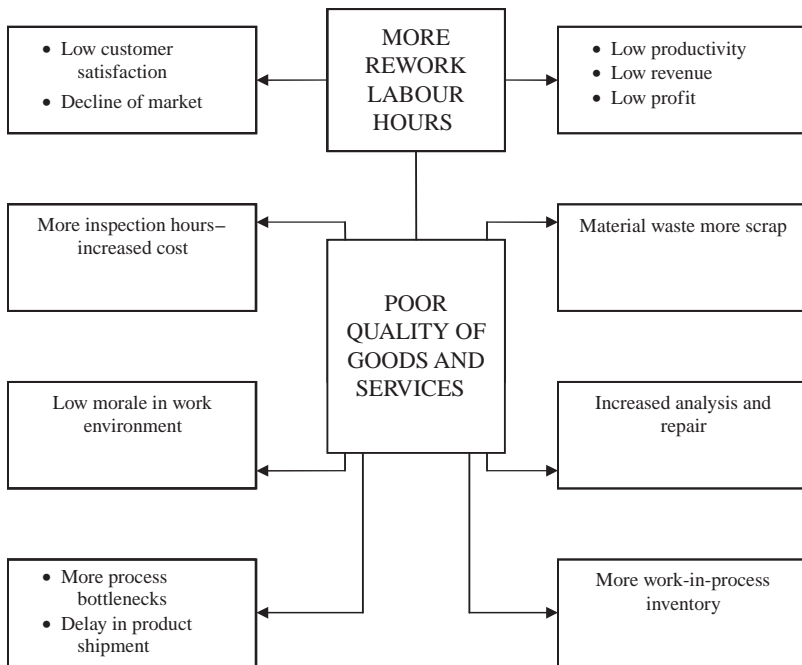 • Low customer
satisfaction
• Decline of market
MORE
REWORK
LABOUR
HOURS
• Low productivity
• Low revenue
• Low profit
More inspection hours–
increased cost
Material waste more scrap
POOR
QUALITY OF
GOODS AND
SERVICES
Low morale in work
environment
Increased analysis and
repair
• More process
bottlenecks
• Delay in product
shipment
More work-in-process
inventory